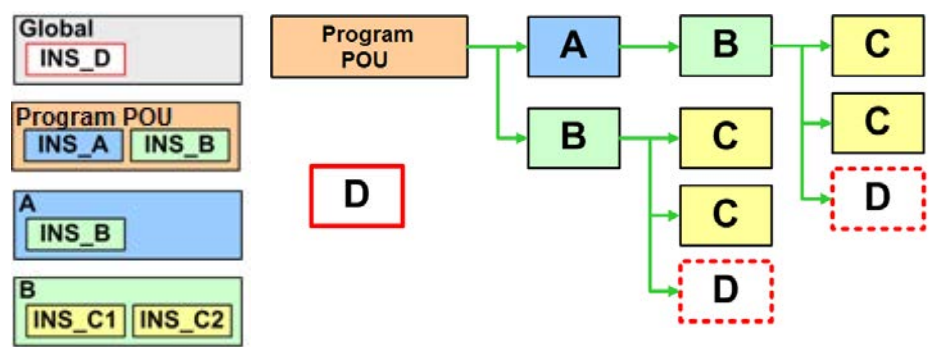 Global
INS_D
Program POU
INS_A INS_B
A
INS_B
B
INS_C1 INS_C2
Program
POU
A
B
C
B
C
C
D
C
D
D